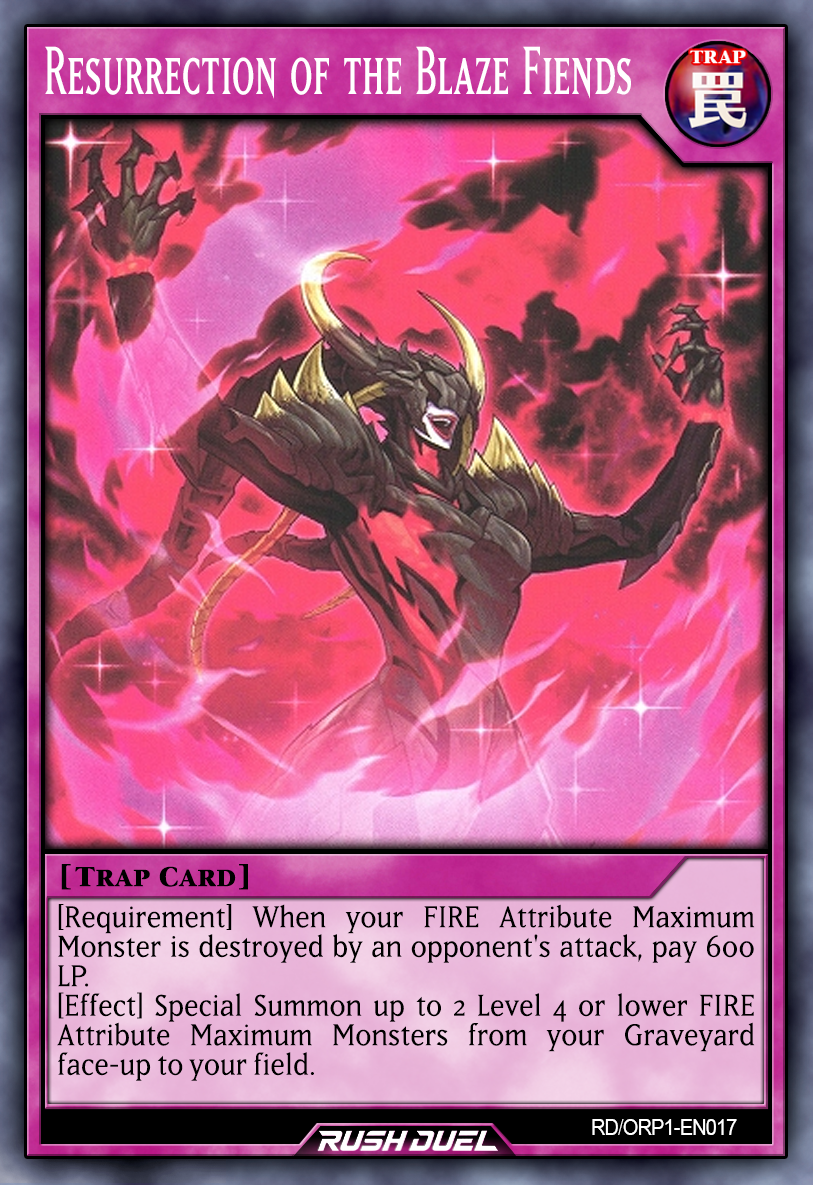 Resurrection of the Blaze Fiends
TRAP
罠
[Trap Card]
[Requirement] When your FIRE Attribute Maximum
Monster is destroyed by an opponent's attack, pay 600
LP.
[Effect] Special Summon up to 2 Level 4 or lower FIRE
Attribute Maximum Monsters from your Graveyard
face-up to your field.
RD/ORP1-EN017
RUSH DUEL